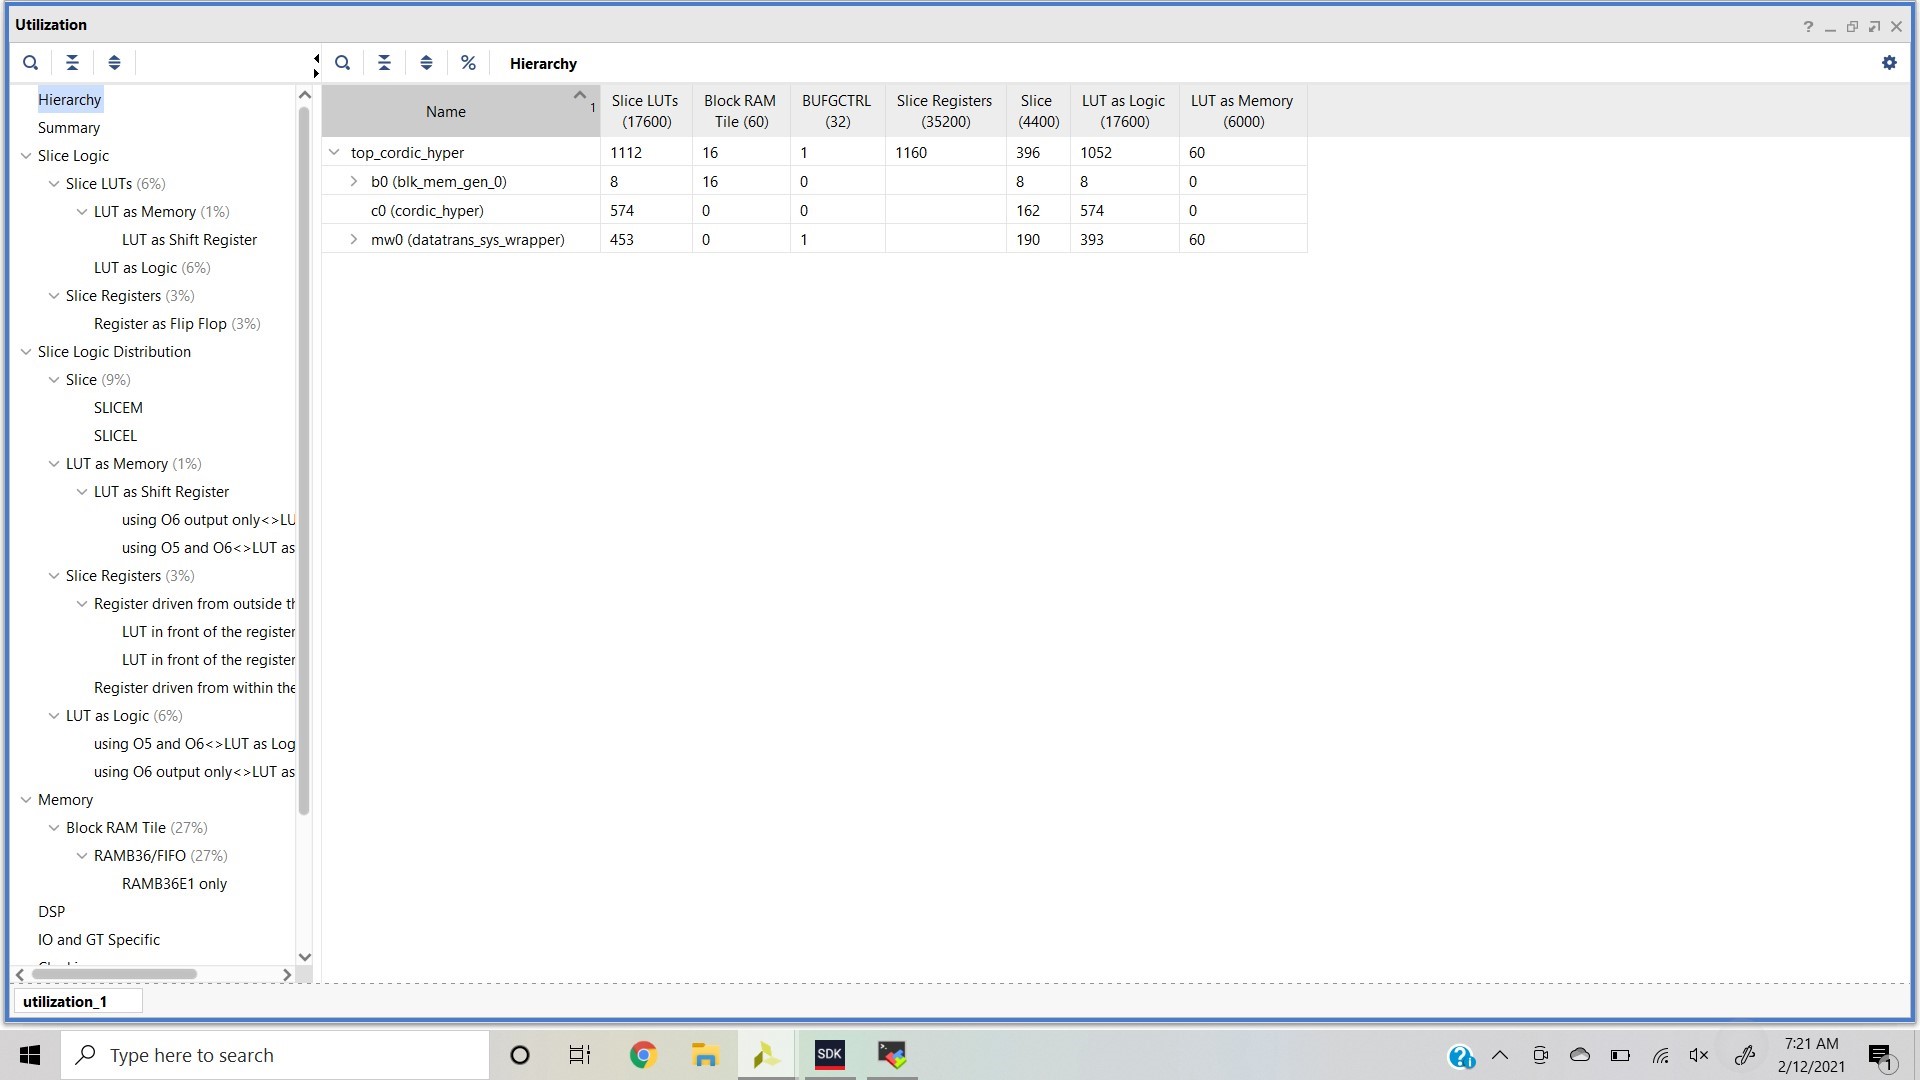 Utilization
Hierarchy
Hierarchy
Summary
Slice Logic
Slice LUTs (6%)
LUT as Memory (1%)
LUT as Shift Register
LUT as Logic (6%)
Slice Registers (3%)
Register as Flip Flop (3%)
Slice Logic Distribution
Slice (9%)
SLICEM
SLICEL
LUT as Memory (1%)
LUT as Shift Register
using O6 output only<>LU
using O5 and O6<>LUT as
Slice Registers (3%)
Register driven from outside th
LUT in front of the register
LUT in front of the register
Register driven from within the
LUT as Logic (6%)
using O5 and O6<>LUT as Log
using O6 output only<>LUT as
Memory
Block RAM Tile (27%)
RAMB36/FIFO (27%)
RAMB36E1 only
DSP
IO and GT Specific
Name 1 Slice LUTs (17600) Block RAM Tile (60) BUFGCTRL (32) Slice Registers (35200) Slice (4400) LUT as Logic (17600) LUT as Memory (6000)
top_cordic_hyper 1112 16 1 1160 396 1052 60
b0 (blk_mem_gen_0) 8 16 0 8 8 0
c0 (cordic_hyper) 574 0 0 162 574 0
mw0 (datatrans_sys_wrapper) 453 0 1 190 393 60
utilization_1
Type here to search
SDK
7:21 AM
2/12/2021
1